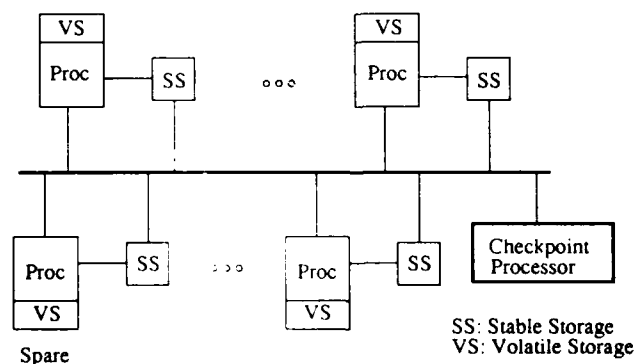 VS
Proc
SS
VS
Proc
SS
Proc
VS
SS
Proc
VS
SS
Checkpoint
Processor
Spare
SS: Stable Storage
VS: Volatile Storage